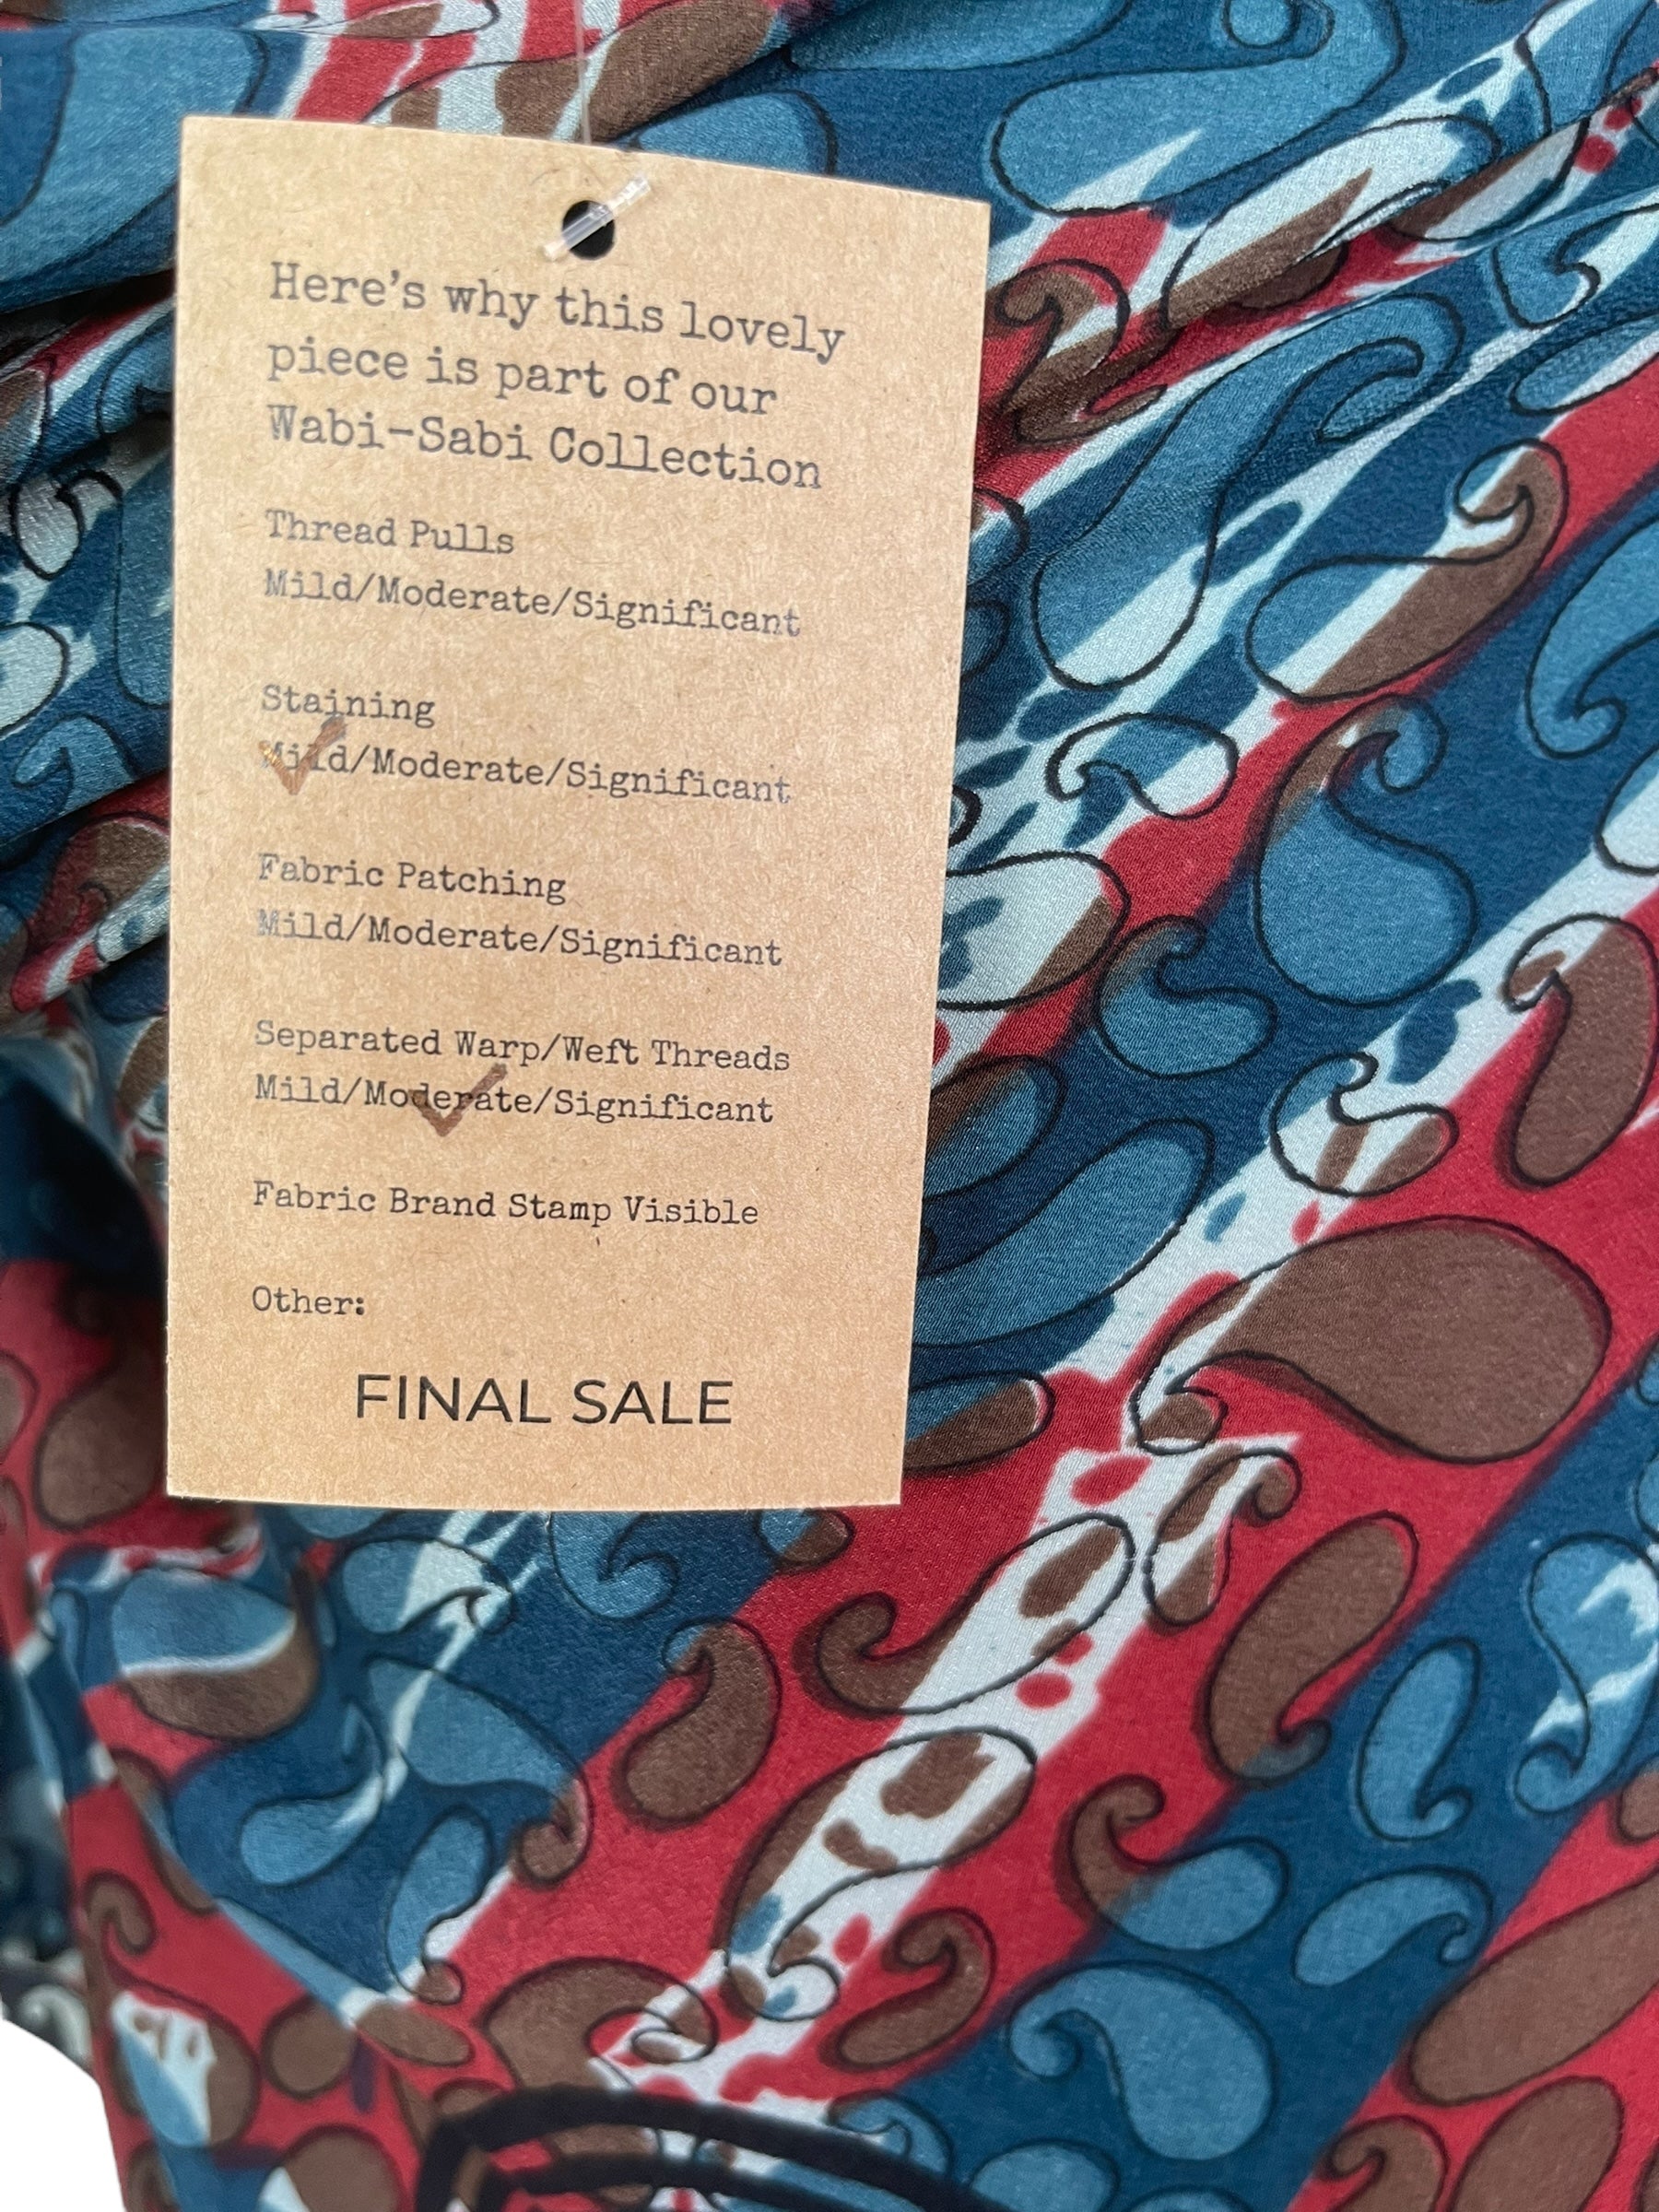 Here's why this lovely
piece is part of our
Wabi-Sabi Collection
Thread Pulls
Mild/Moderate/Significant
Staining
Mild/Moderate/Significant
Fabric Patching
Mild/Moderate/Significant
Separated Warp/Weft Threads
Mild/Moderate/Significant
Fabric Brand Stamp Visible
Other:
FINAL SALE